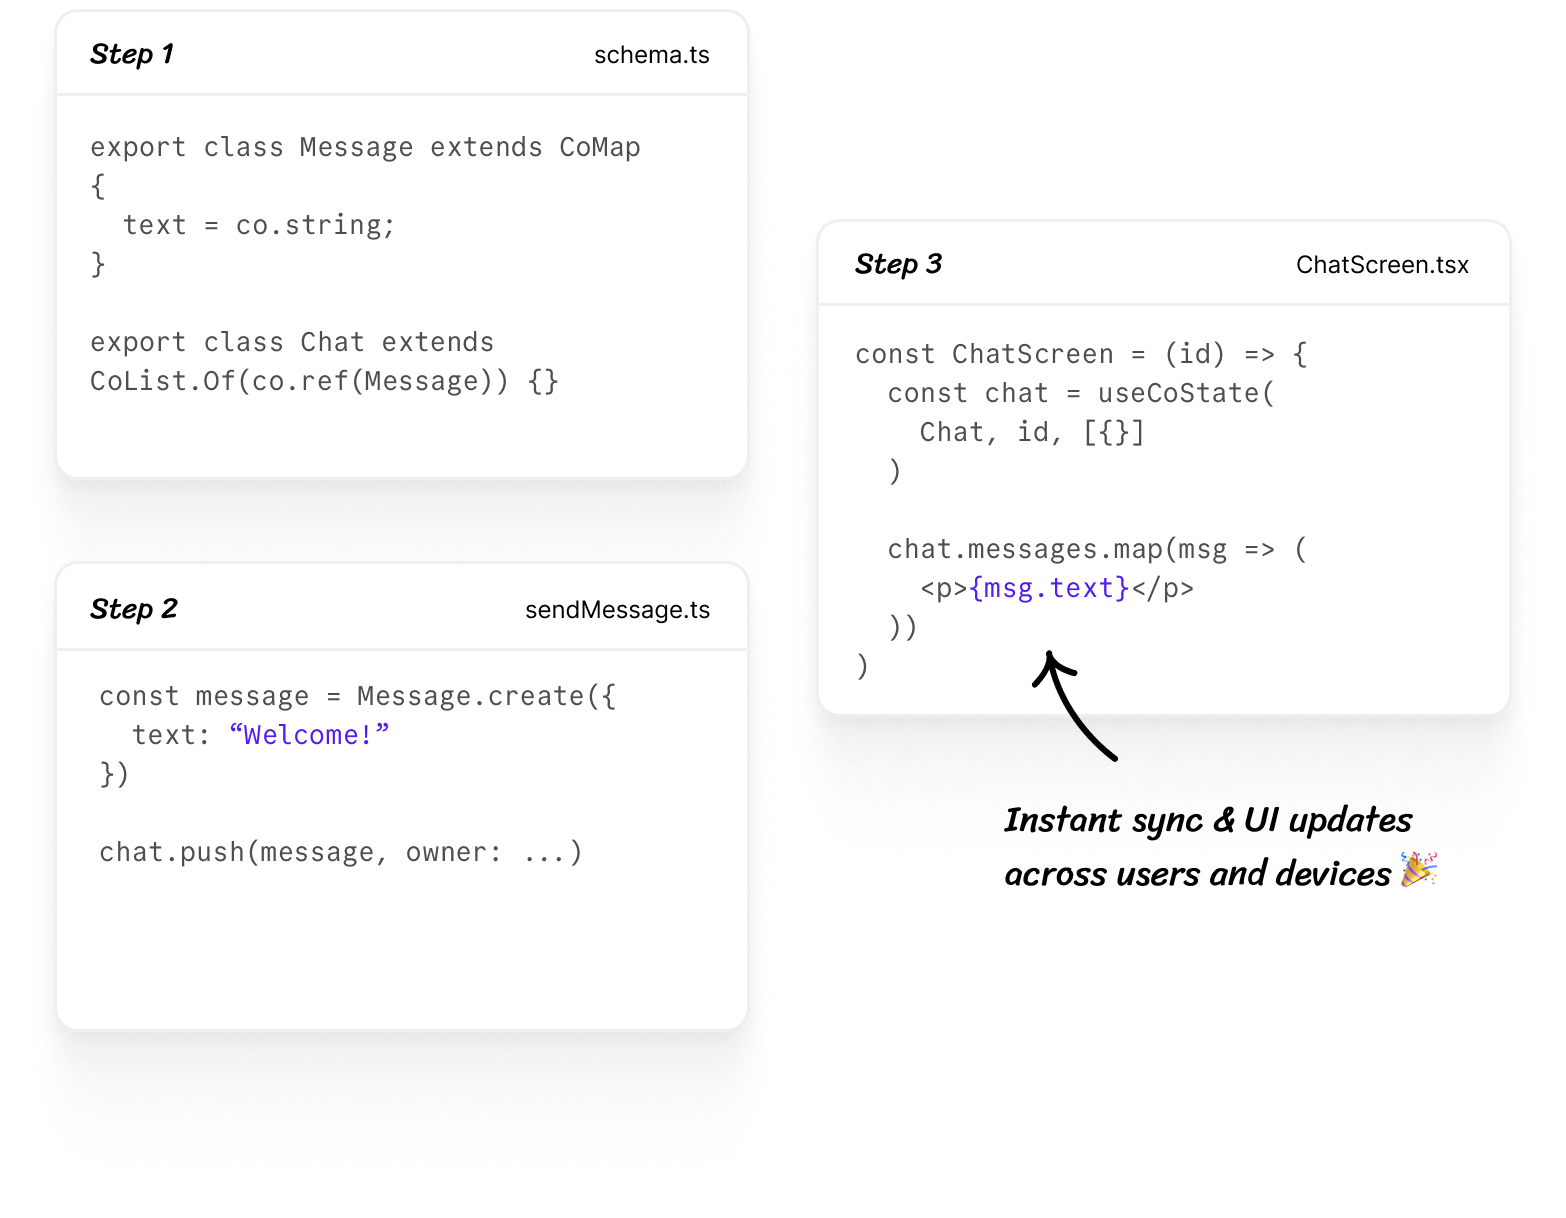 Step 1
schema.ts
export class Message extends CoMap
{
  text = co.string;
}
export class Chat extends
CoList.Of(co.ref(Message)) {}
Step 2
sendMessage.ts
const message = Message.create({
  text: “Welcome!”
})
chat.push(message, owner: ...)
Step 3
ChatScreen.tsx
const ChatScreen = (id) => {
  const chat = useCoState(
    Chat, id, [{}]
  )
  chat.messages.map(msg => (
    <p>{msg.text}</p>
  ))
)
Instant sync & UI updates
across users and devices 🎉